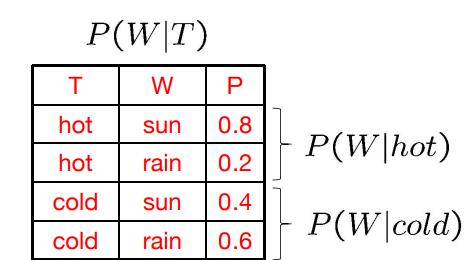 P(W|T)
T W P
hot sun 0.8
hot rain 0.2
P(W|hot)
cold sun 0.4
cold rain 0.6
P(W|cold)